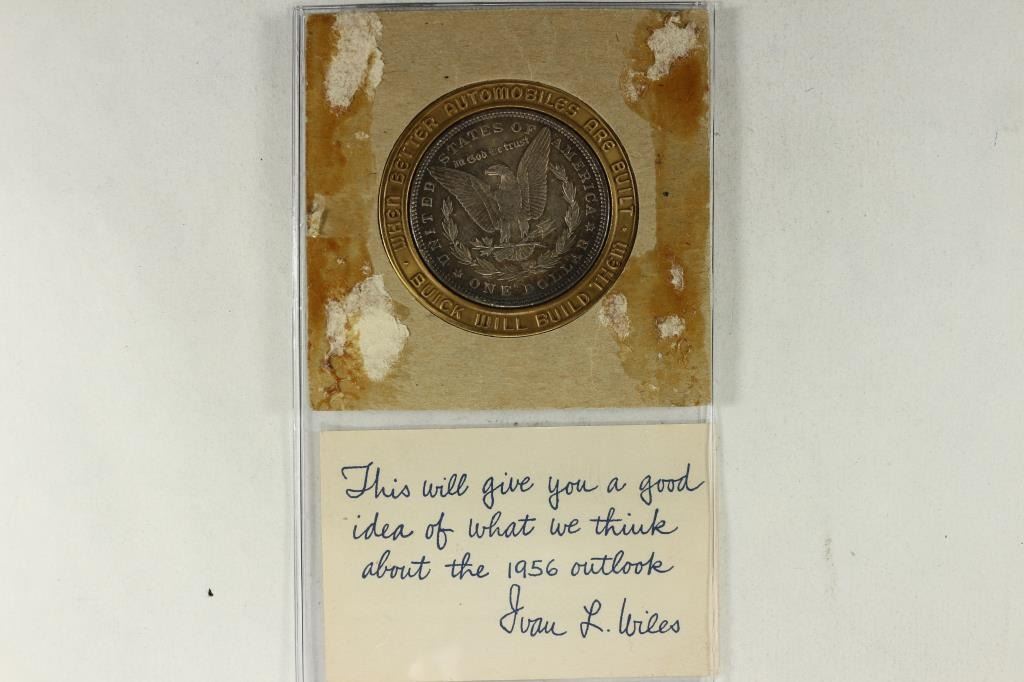 WHEN BETTER AUTOMOBILES ARE BUILT
· BUICK WILL BUILD THEM ·
UNITED STATES OF AMERICA
In God we trust
ONE DOLLAR
This will give you a good
idea of what we think
about the 1956 outlook
Ivan L. Wiles